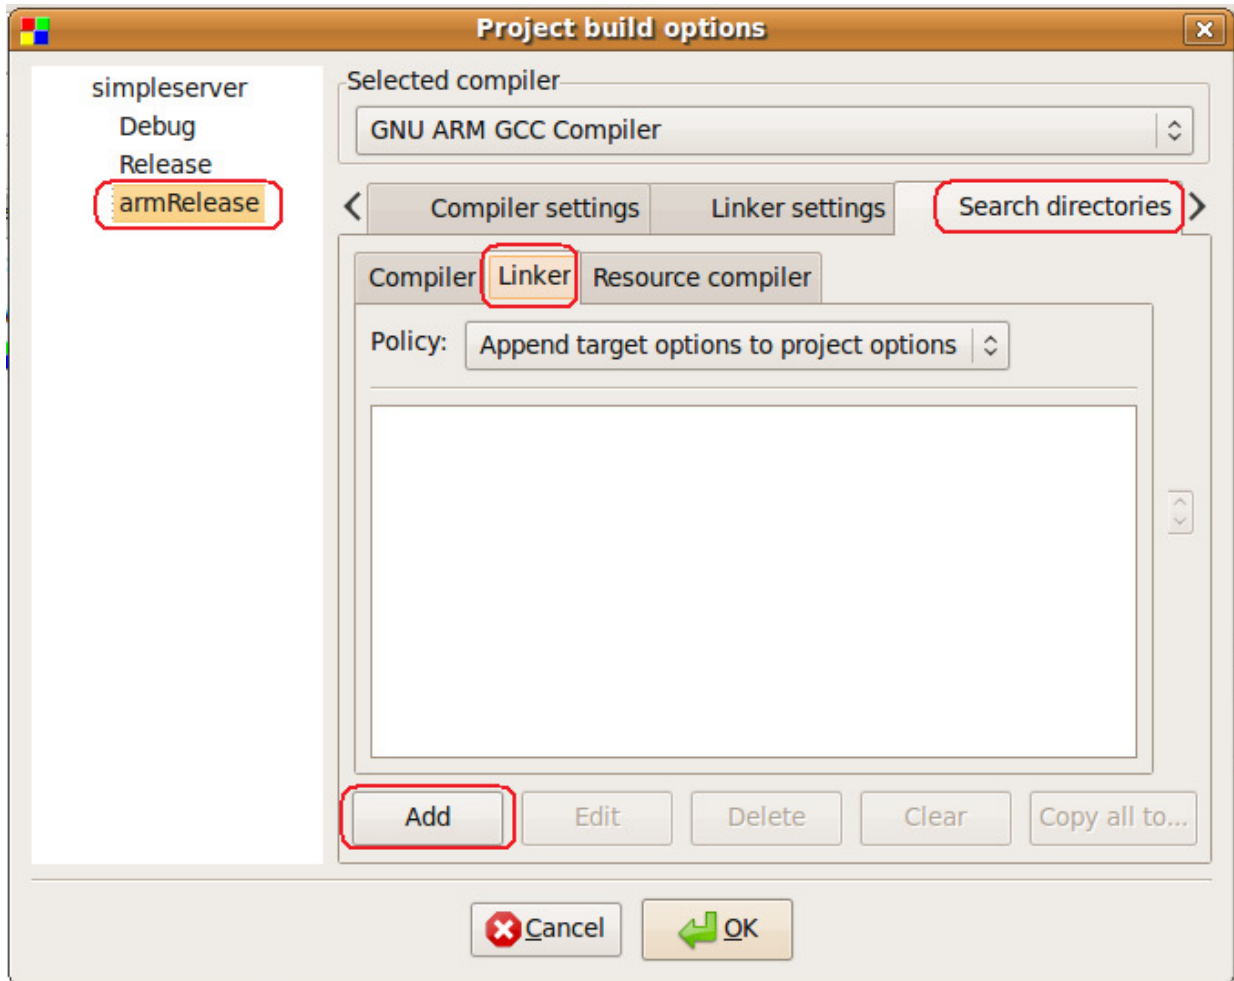 Project build options
simpleserver
Debug
Release
armRelease
Selected compiler
GNU ARM GCC Compiler
Compiler settings Linker settings Search directories
Compiler Linker Resource compiler
Policy: Append target options to project options
Add Edit Delete Clear Copy all to...
Cancel OK